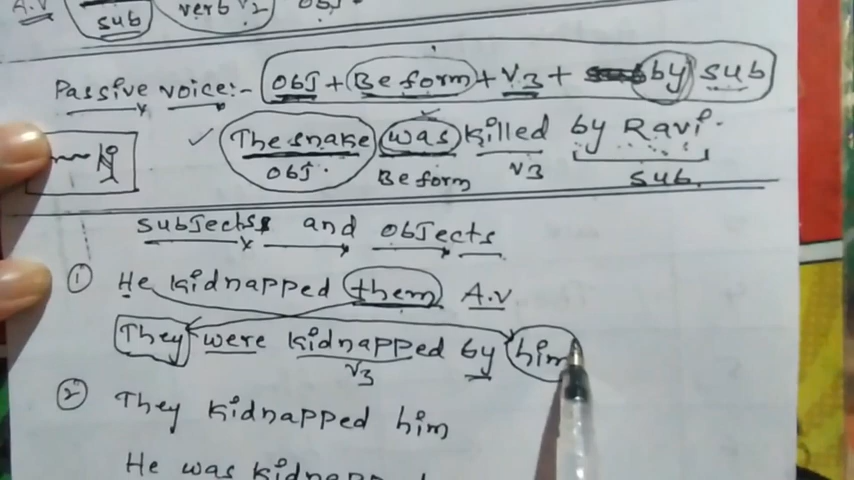 A.V sub verb V2 OBJ.
Passive voice:- OBJ + Be form + V3 + by sub
The snake was killed by Ravi.
OBJ. Be form V3 sub.
subJects and obJects
① He kidnapped them A.V
They were kidnapped by him
V3
② They kidnapped him
He was